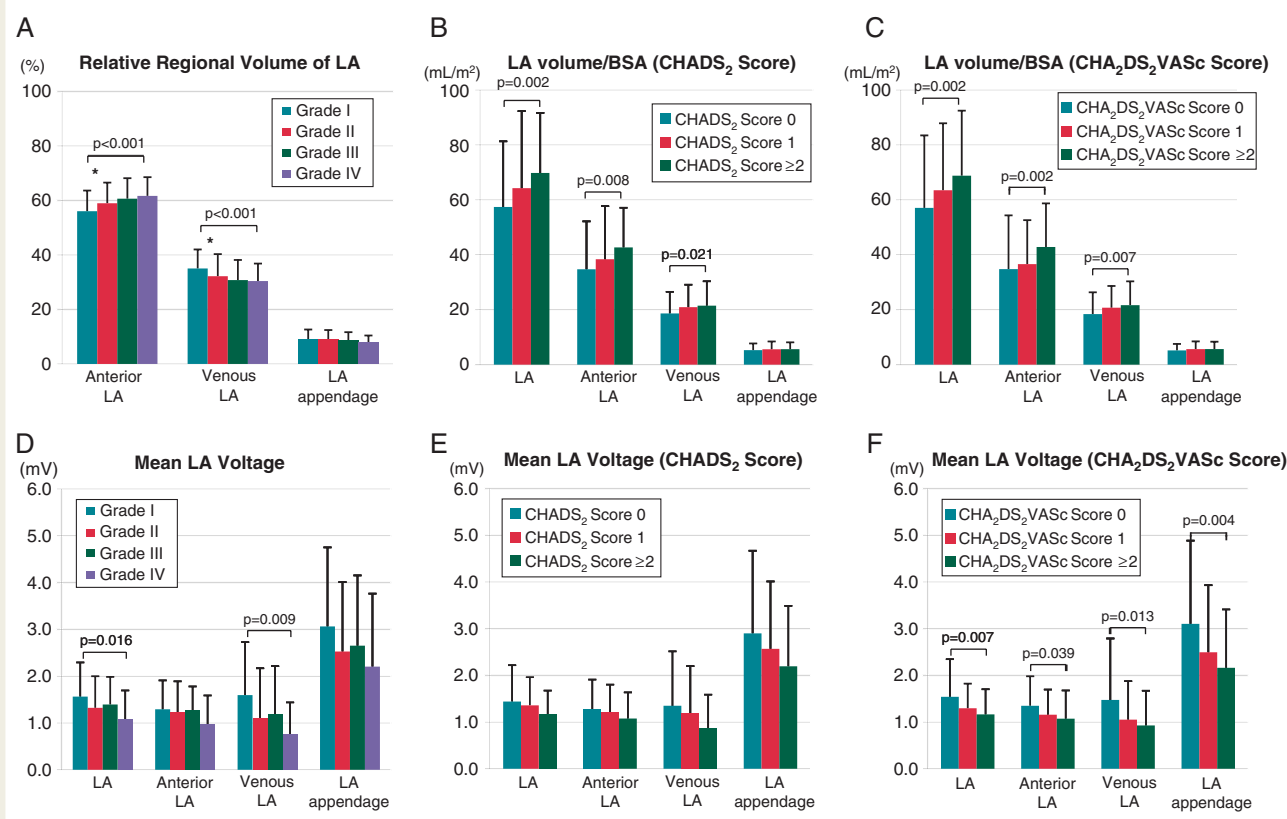 A
Relative Regional Volume of LA
(%)
100
80
60
40
20
0
Grade I
Grade II
Grade III
Grade IV
p<0.001
*
p<0.001
*
Anterior
LA
Venous
LA
LA
appendage
B
LA volume/BSA (CHADS₂ Score)
(mL/m²)
100
80
60
40
20
0
p=0.002
CHADS₂ Score 0
CHADS₂ Score 1
CHADS₂ Score ≥2
p=0.008
p=0.021
LA
Anterior
LA
Venous
LA
LA
appendage
C
LA volume/BSA (CHA₂DS₂VASc Score)
(mL/m²)
100
80
60
40
20
0
p=0.002
CHA₂DS₂VASc Score 0
CHA₂DS₂VASc Score 1
CHA₂DS₂VASc Score ≥2
p=0.002
p=0.007
LA
Anterior
LA
Venous
LA
LA
appendage
D
Mean LA Voltage
(mV)
6.0
5.0
4.0
3.0
2.0
1.0
0.0
Grade I
Grade II
Grade III
Grade IV
p=0.016
p=0.009
LA
Anterior
LA
Venous
LA
LA
appendage
E
Mean LA Voltage (CHADS₂ Score)
(mV)
6.0
5.0
4.0
3.0
2.0
1.0
0.0
CHADS₂ Score 0
CHADS₂ Score 1
CHADS₂ Score ≥2
LA
Anterior
LA
Venous
LA
LA
appendage
F
Mean LA Voltage (CHA₂DS₂VASc Score)
(mV)
6.0
5.0
4.0
3.0
2.0
1.0
0.0
CHA₂DS₂VASc Score 0
CHA₂DS₂VASc Score 1
CHA₂DS₂VASc Score ≥2
p=0.004
p=0.007
p=0.039
p=0.013
LA
Anterior
LA
Venous
LA
LA
appendage